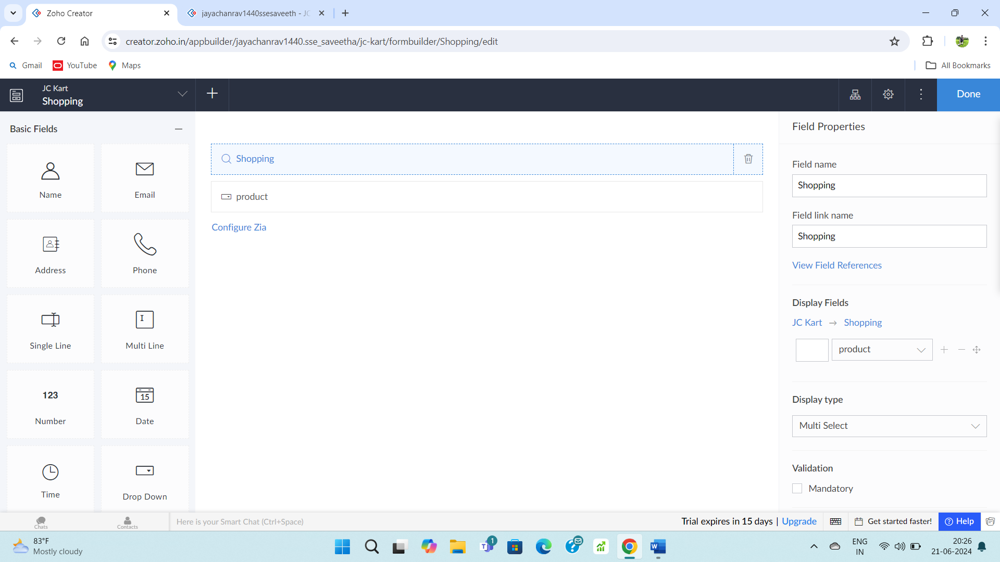 Zoho Creator
jayachanrav1440ssesaveeth - JC
creator.zoho.in/appbuilder/jayachanrav1440.sse_saveetha/jc-kart/formbuilder/Shopping/edit
Gmail
YouTube
Maps
All Bookmarks
JC Kart
Shopping
Done
Basic Fields
Name
Email
Address
Phone
Single Line
Multi Line
123
Number
15
Date
Time
Drop Down
Shopping
product
Configure Zia
Field Properties
Field name
Shopping
Field link name
Shopping
View Field References
Display Fields
JC Kart → Shopping
product
Display type
Multi Select
Validation
Mandatory
Chats
Contacts
Here is your Smart Chat (Ctrl+Space)
Trial expires in 15 days | Upgrade
Get started faster!
Help
83°F
Mostly cloudy
1
ENG
IN
20:26
21-06-2024